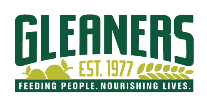 GLEANERS
EST. 1977
FEEDING PEOPLE. NOURISHING LIVES.